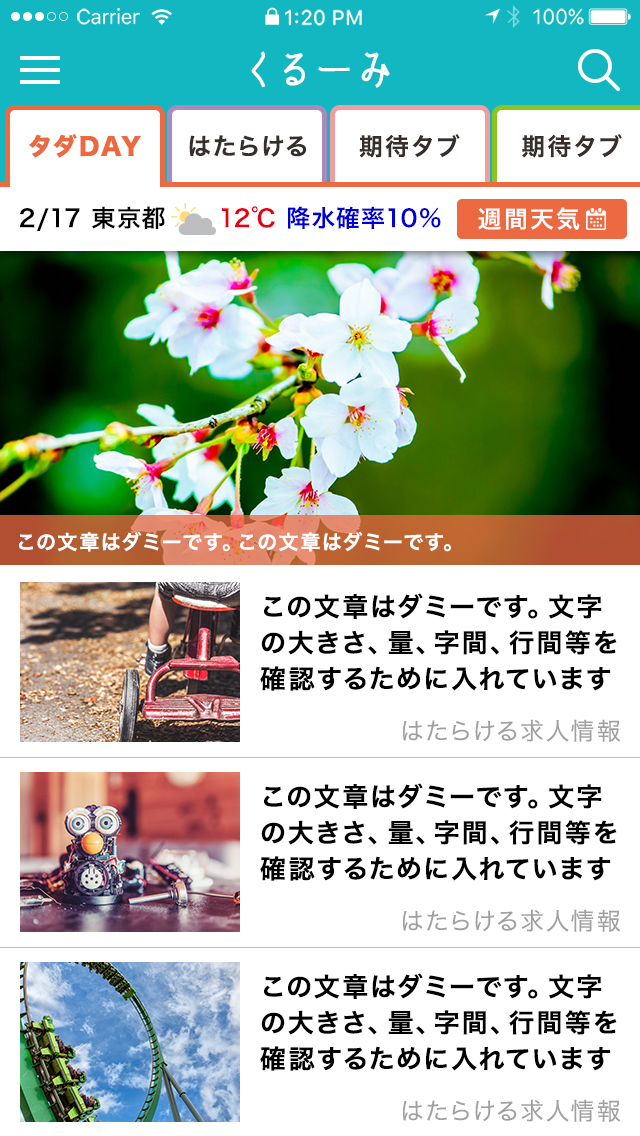 Carrier 1:20 PM 100%
くるーみ
タダDAY はたらける 期待タブ 期待タブ
2/17 東京都 12℃ 降水確率10% 週間天気
この文章はダミーです。この文章はダミーです。
この文章はダミーです。文字
の大きさ、量、字間、行間等を
確認するために入れています
はたらける求人情報
この文章はダミーです。文字
の大きさ、量、字間、行間等を
確認するために入れています
はたらける求人情報
この文章はダミーです。文字
の大きさ、量、字間、行間等を
確認するために入れています
はたらける求人情報